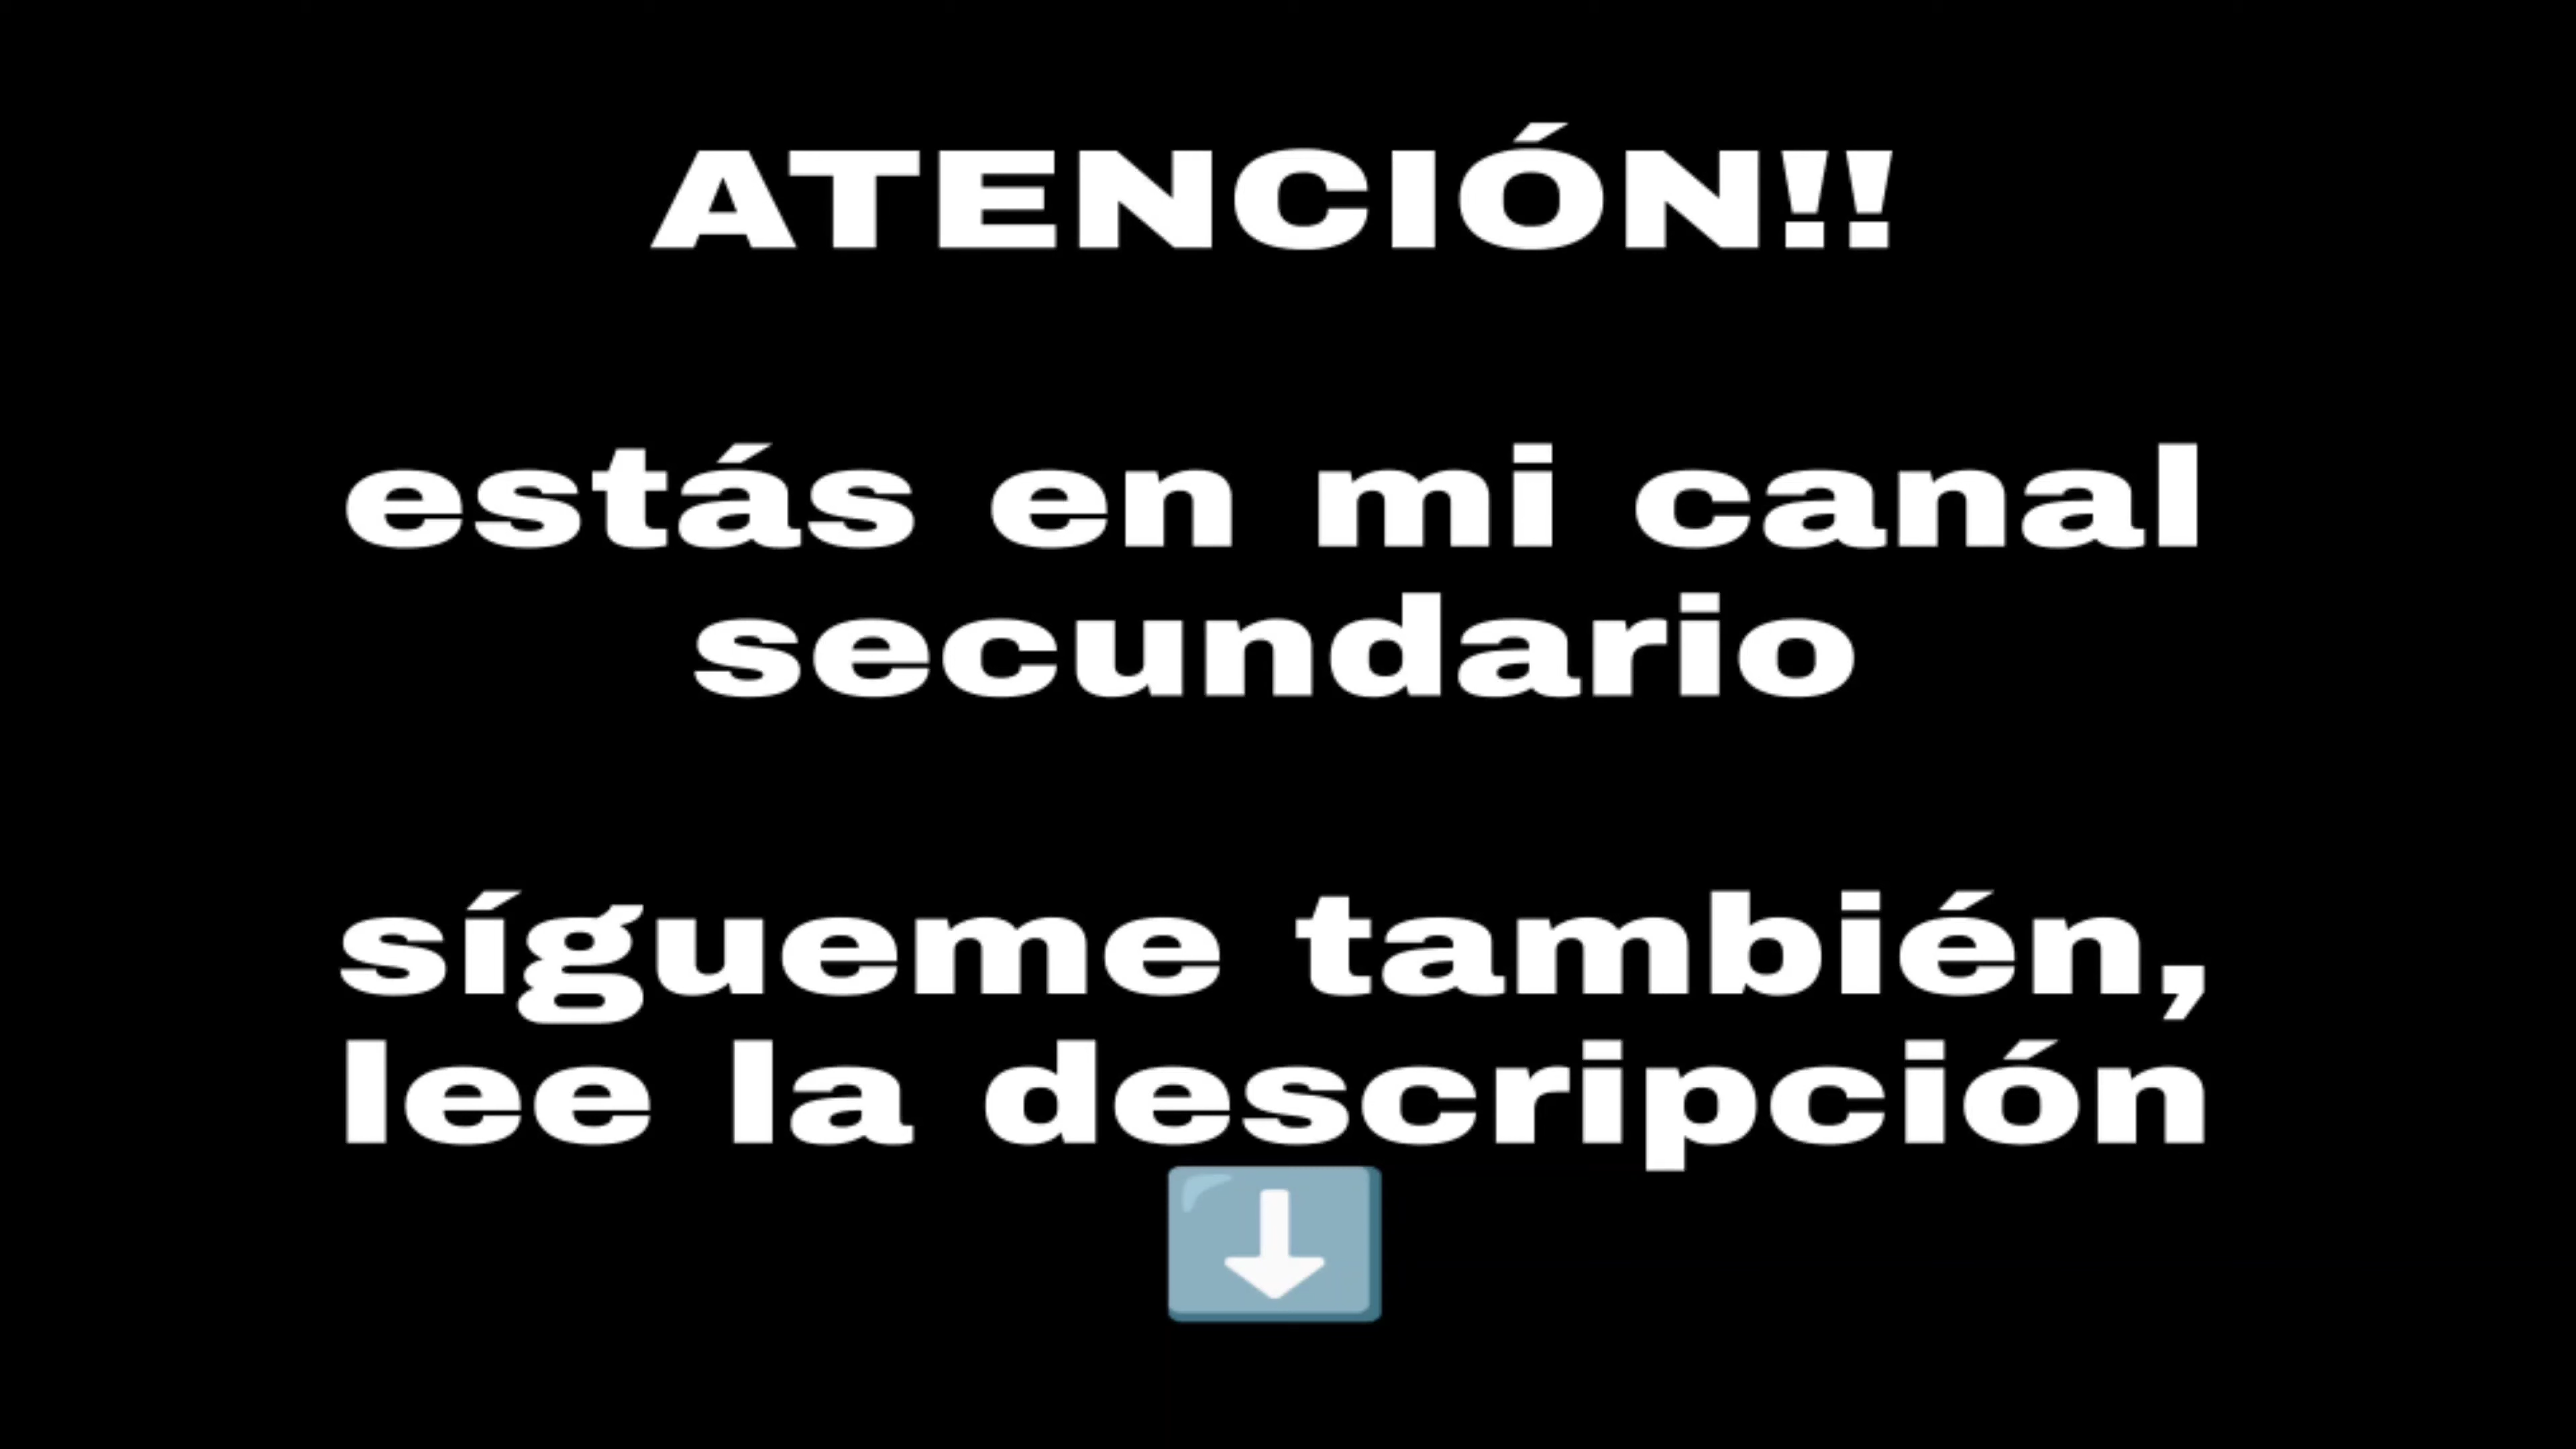 ATENCIÓN!!
estás en mi canal
secundario
sígueme también,
lee la descripción
⬇️